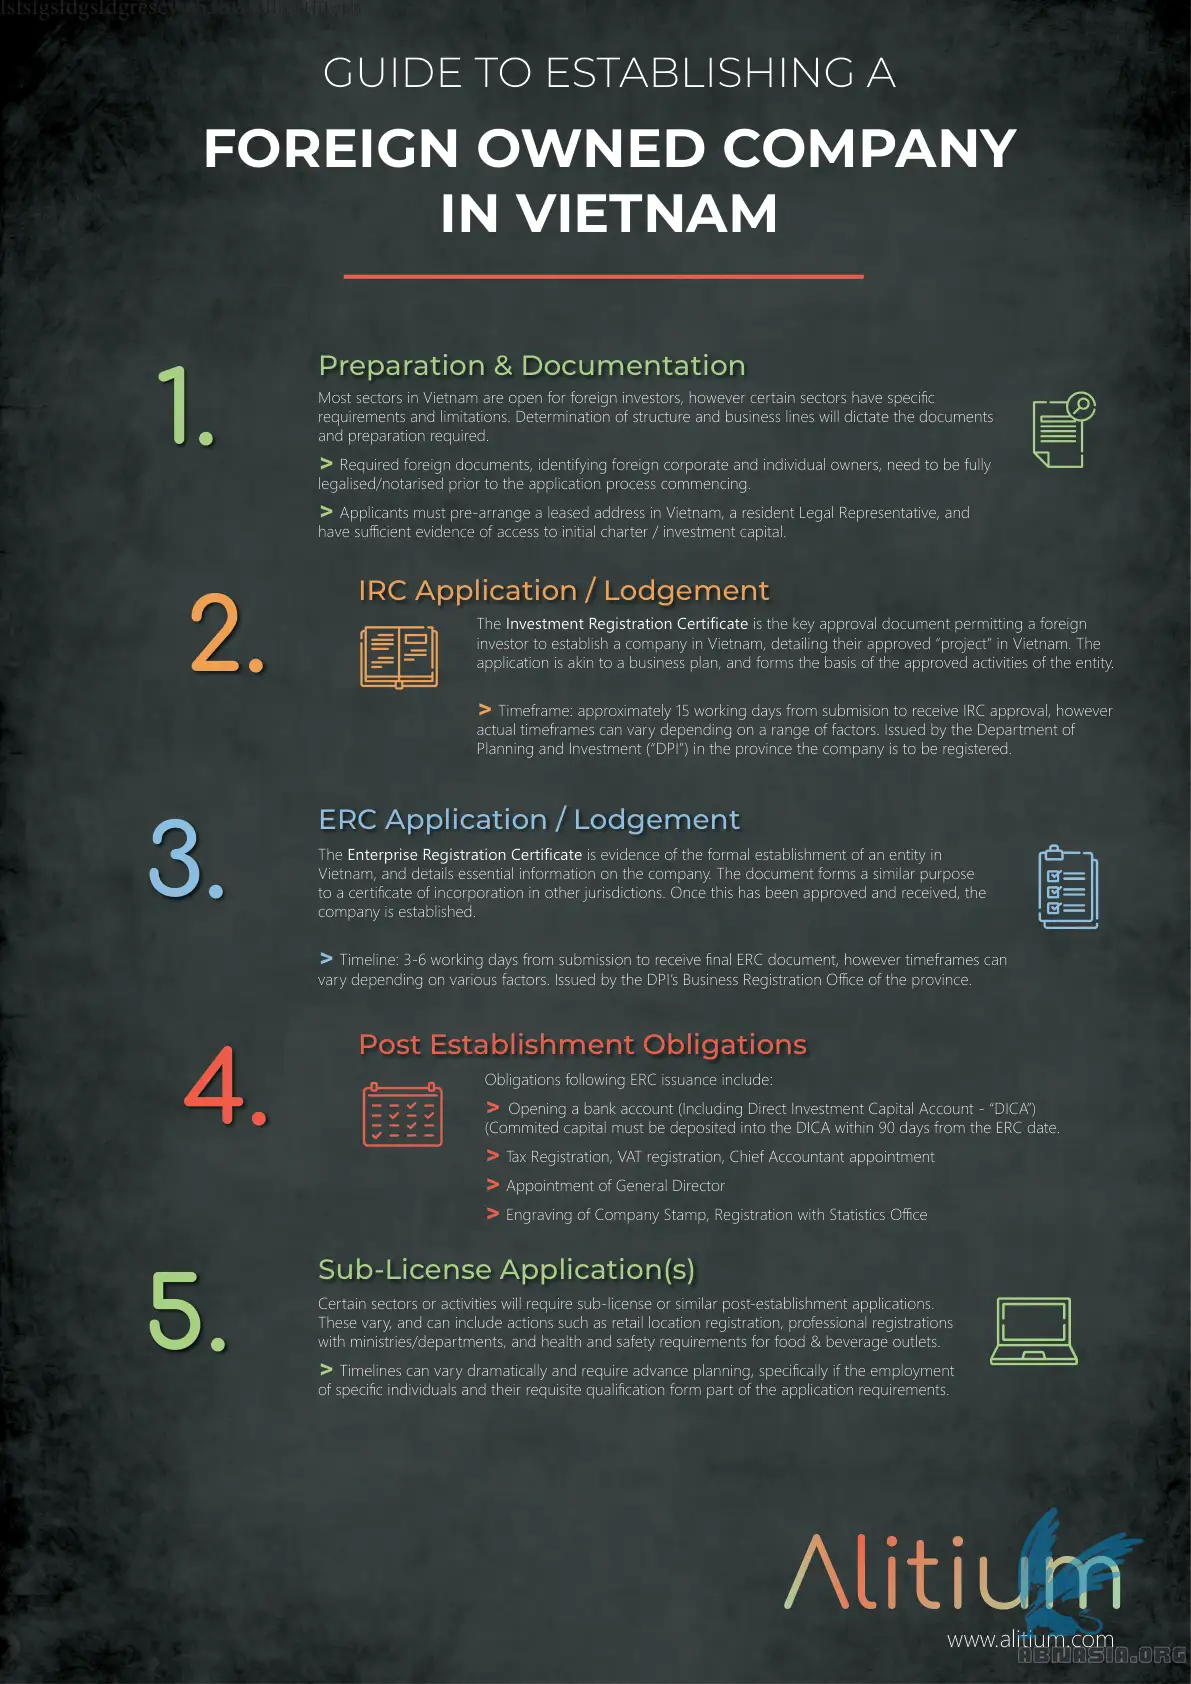 GUIDE TO ESTABLISHING A
FOREIGN OWNED COMPANY
IN VIETNAM
1.
Preparation & Documentation
Most sectors in Vietnam are open for foreign investors, however certain sectors have specific
requirements and limitations. Determination of structure and business lines will dictate the documents
and preparation required.
> Required foreign documents, identifying foreign corporate and individual owners, need to be fully
legalised/notarised prior to the application process commencing.
> Applicants must pre-arrange a leased address in Vietnam, a resident Legal Representative, and
have sufficient evidence of access to initial charter / investment capital.
2.
IRC Application / Lodgement
The Investment Registration Certificate is the key approval document permitting a foreign
investor to establish a company in Vietnam, detailing their approved “project” in Vietnam. The
application is akin to a business plan, and forms the basis of the approved activities of the entity.
> Timeframe: approximately 15 working days from submision to receive IRC approval, however
actual timeframes can vary depending on a range of factors. Issued by the Department of
Planning and Investment (“DPI”) in the province the company is to be registered.
3.
ERC Application / Lodgement
The Enterprise Registration Certificate is evidence of the formal establishment of an entity in
Vietnam, and details essential information on the company. The document forms a similar purpose
to a certificate of incorporation in other jurisdictions. Once this has been approved and received, the
company is established.
> Timeline: 3-6 working days from submission to receive final ERC document, however timeframes can
vary depending on various factors. Issued by the DPI’s Business Registration Office of the province.
4.
Post Establishment Obligations
Obligations following ERC issuance include:
> Opening a bank account (Including Direct Investment Capital Account - “DICA”)
(Commited capital must be deposited into the DICA within 90 days from the ERC date.
> Tax Registration, VAT registration, Chief Accountant appointment
> Appointment of General Director
> Engraving of Company Stamp, Registration with Statistics Office
5.
Sub-License Application(s)
Certain sectors or activities will require sub-license or similar post-establishment applications.
These vary, and can include actions such as retail location registration, professional registrations
with ministries/departments, and health and safety requirements for food & beverage outlets.
> Timelines can vary dramatically and require advance planning, specifically if the employment
of specific individuals and their requisite qualification form part of the application requirements.
Alitium
www.alitium.com
ABNASIA.ORG